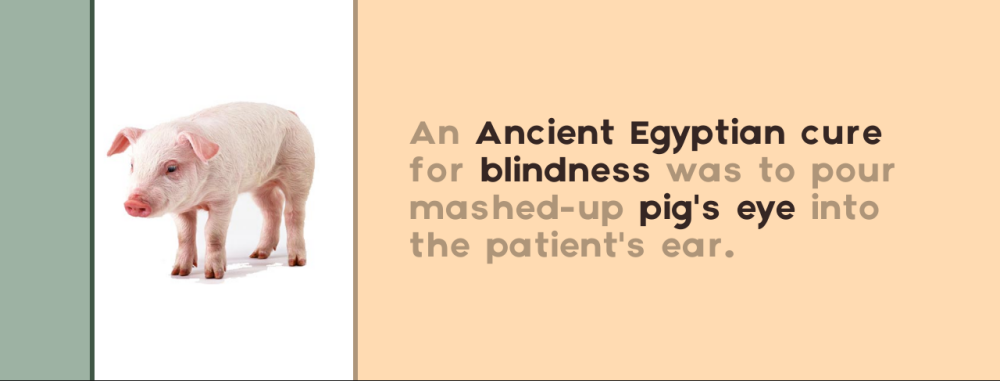 An Ancient Egyptian cure
for blindness was to pour
mashed-up pig's eye into
the patient's ear.